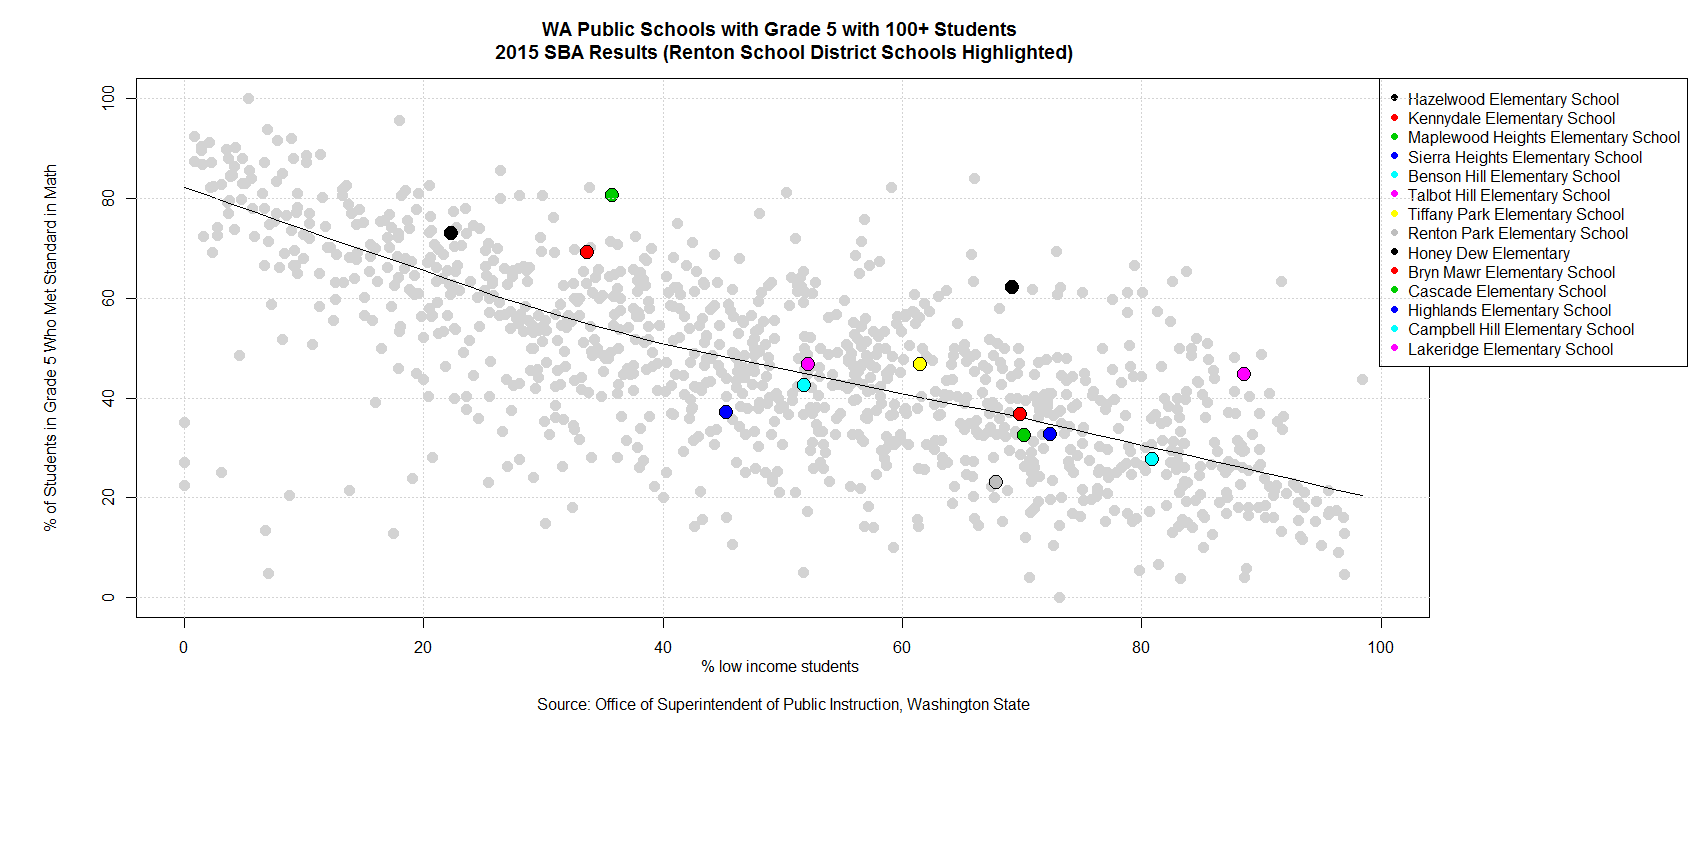 WA Public Schools with Grade 5 with 100+ Students
2015 SBA Results (Renton School District Schools Highlighted)
% of Students in Grade 5 Who Met Standard in Math
100
80
60
40
20
0
0 20 40 60 80 100
% low income students
Source: Office of Superintendent of Public Instruction, Washington State
Hazelwood Elementary School
Kennydale Elementary School
Maplewood Heights Elementary School
Sierra Heights Elementary School
Benson Hill Elementary School
Talbot Hill Elementary School
Tiffany Park Elementary School
Renton Park Elementary School
Honey Dew Elementary
Bryn Mawr Elementary School
Cascade Elementary School
Highlands Elementary School
Campbell Hill Elementary School
Lakeridge Elementary School